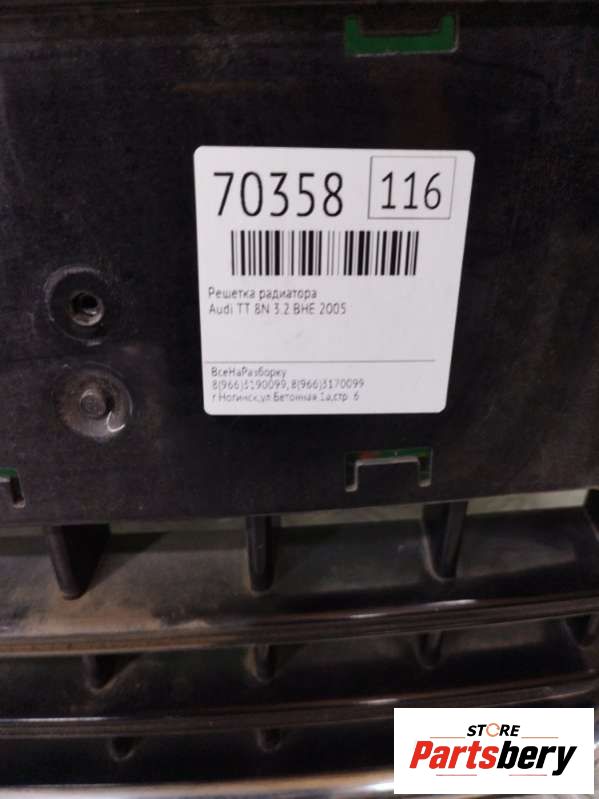 70358 116
Решетка радиатора
Audi TT 8N 3.2 BHE 2005
ВсеНаРазборку
8(966)3190099, 8(966)3170099
г.Ногинск,ул.Бетонная 1а,стр. 6
STORE
Partsbery